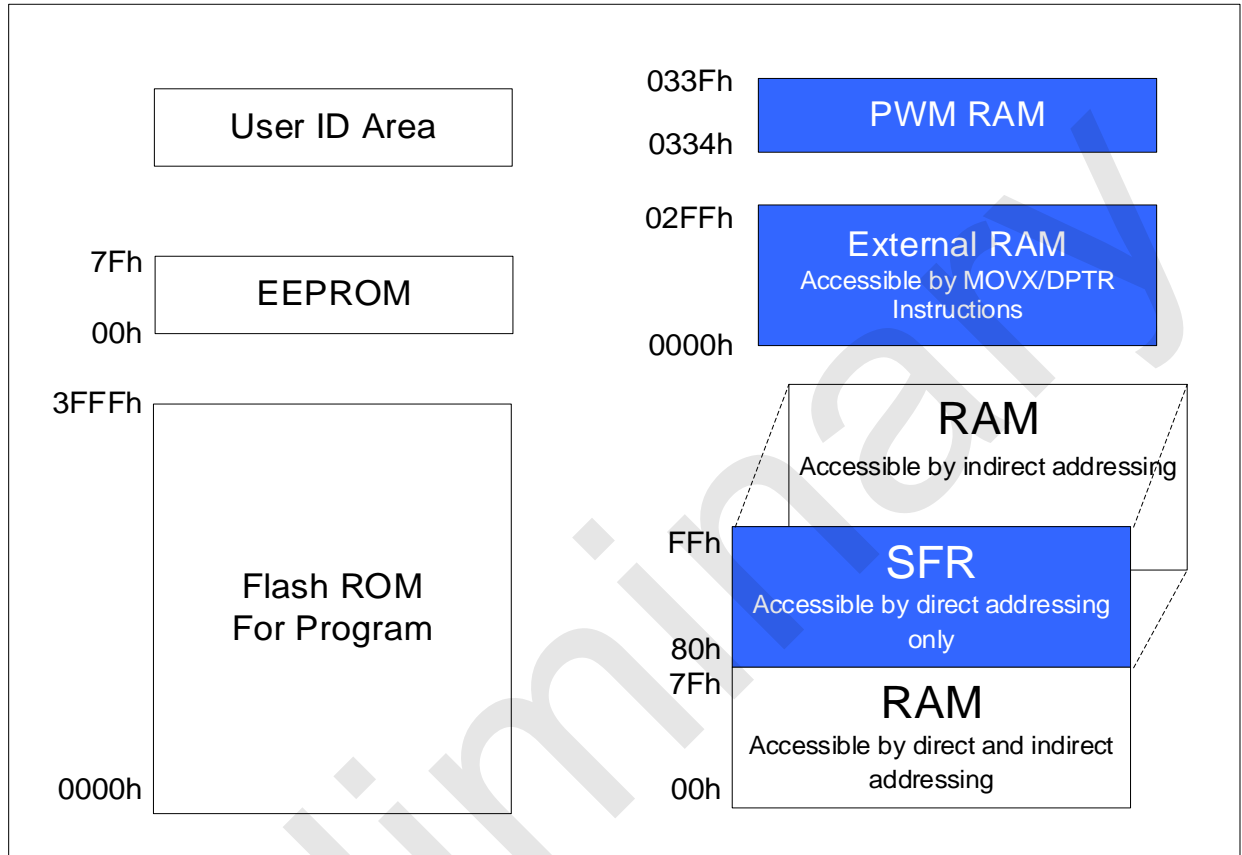 User ID Area
7Fh
EEPROM
00h
3FFFh
Flash ROM
For Program
0000h
033Fh
PWM RAM
0334h
02FFh
External RAM
Accessible by MOVX/DPTR
Instructions
0000h
RAM
Accessible by indirect addressing
FFh
SFR
Accessible by direct addressing
only
80h
7Fh
RAM
Accessible by direct and indirect
addressing
00h
liminary